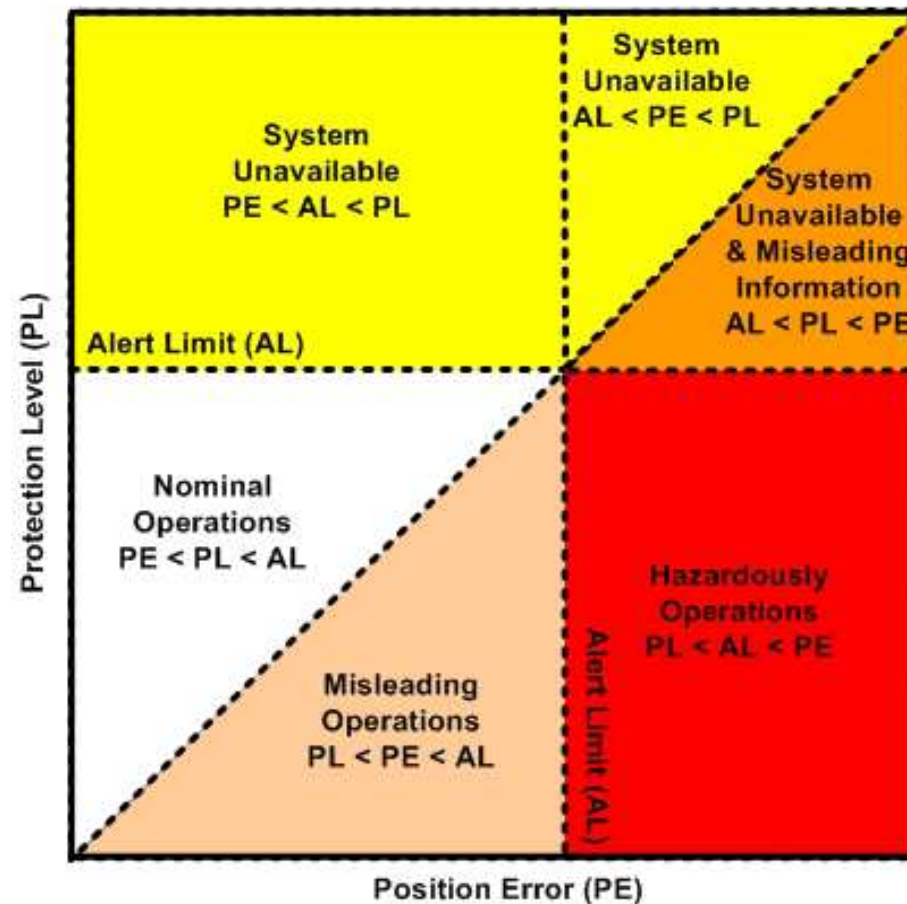 System
Unavailable
AL < PE < PL
System
Unavailable
PE < AL < PL
System
Unavailable
& Misleading
Information
AL < PL < PE
Alert Limit (AL)
Protection Level (PL)
Nominal
Operations
PE < PL < AL
Hazardously
Operations
PL < AL < PE
Misleading
Operations
PL < PE < AL
Alert Limit (AL)
Position Error (PE)